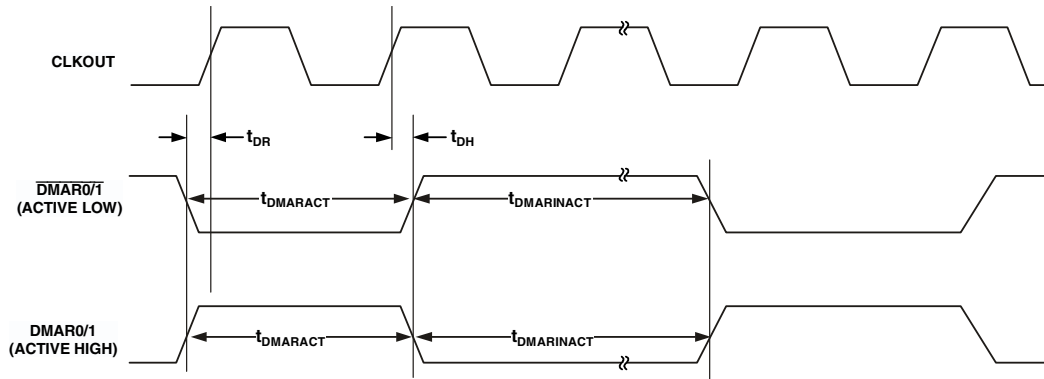 CLKOUT
tDR
tDH
DMAR0/1
(ACTIVE LOW)
tDMARACT
tDMARINACT
DMAR0/1
(ACTIVE HIGH)
tDMARACT
tDMARINACT